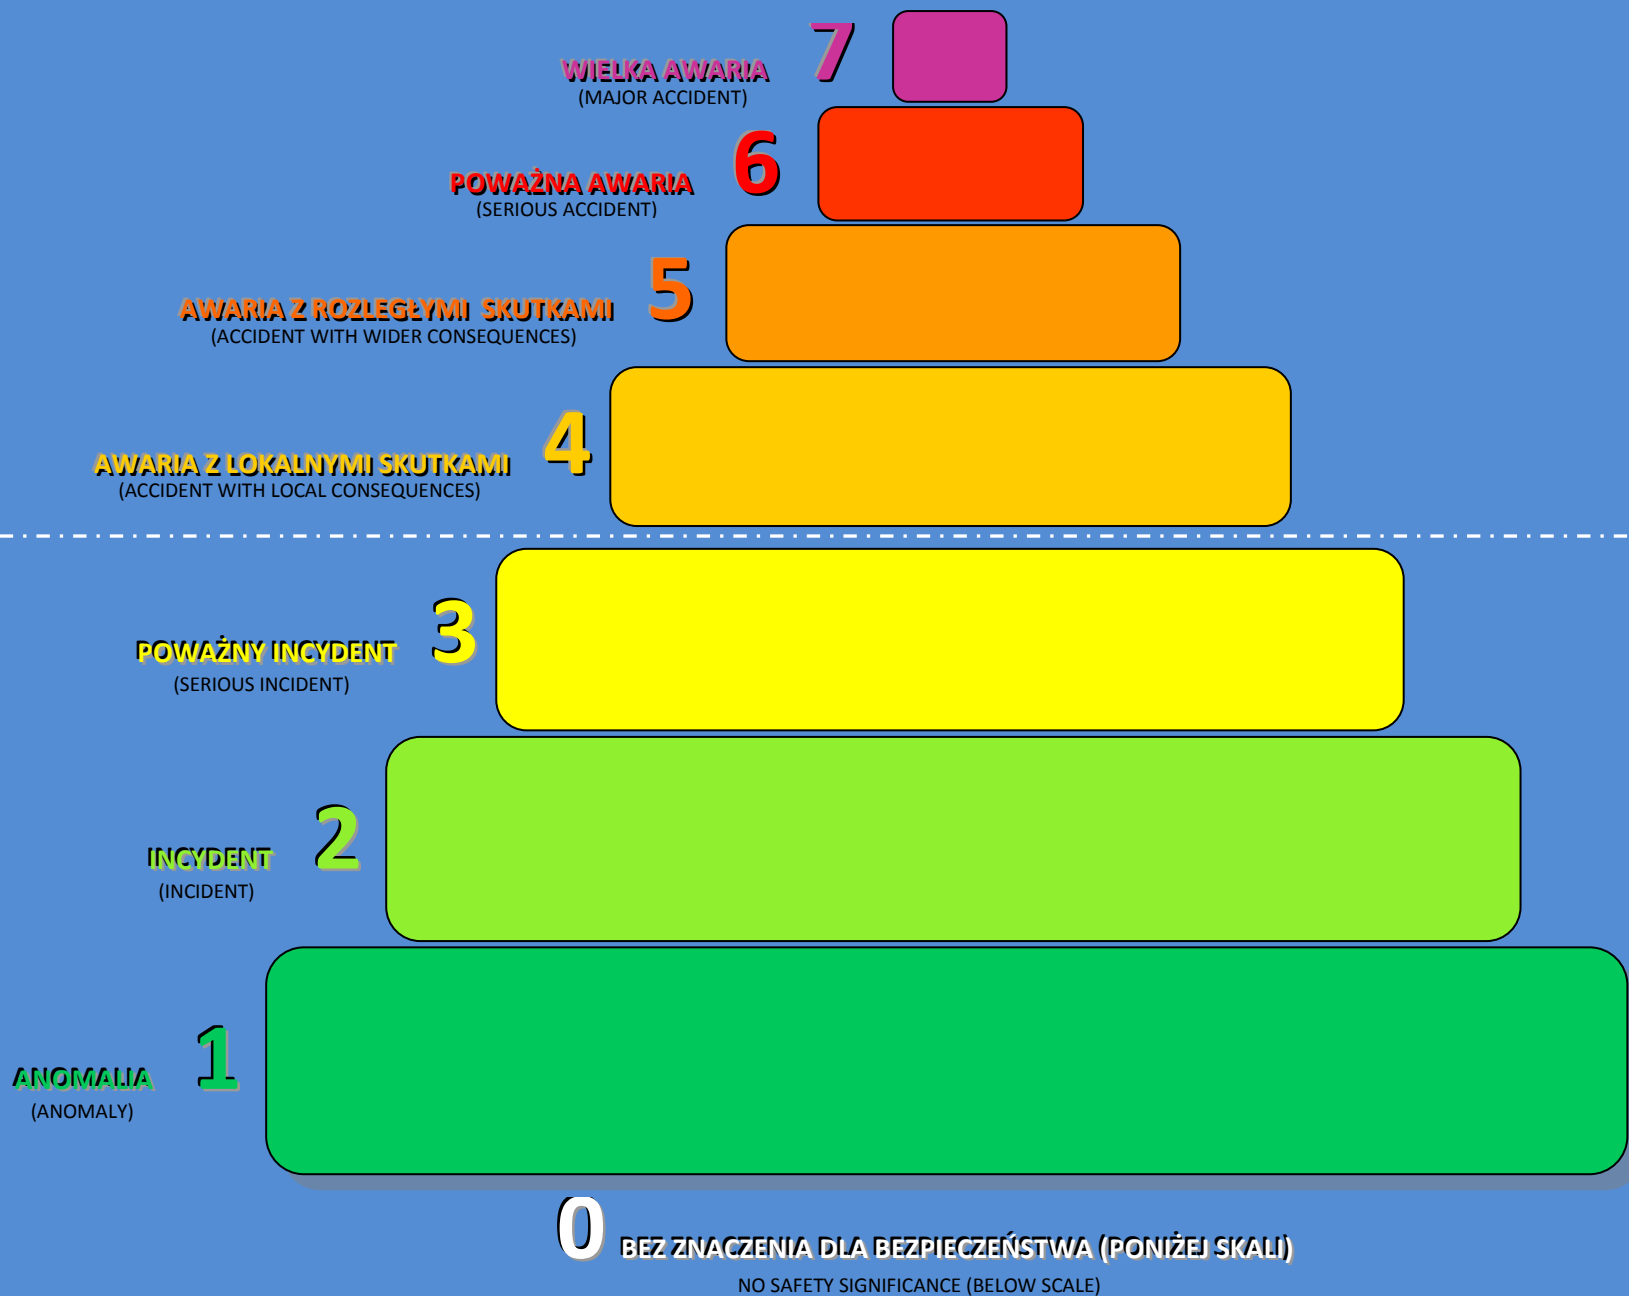 7
WIELKA AWARIA
(MAJOR ACCIDENT)
6
POWAŻNA AWARIA
(SERIOUS ACCIDENT)
5
AWARIA Z ROZLEGŁYMI SKUTKAMI
(ACCIDENT WITH WIDER CONSEQUENCES)
4
AWARIA Z LOKALNYMI SKUTKAMI
(ACCIDENT WITH LOCAL CONSEQUENCES)
3
POWAŻNY INCYDENT
(SERIOUS INCIDENT)
2
INCYDENT
(INCIDENT)
1
ANOMALIA
(ANOMALY)
0 BEZ ZNACZENIA DLA BEZPIECZEŃSTWA (PONIŻEJ SKALI)
NO SAFETY SIGNIFICANCE (BELOW SCALE)